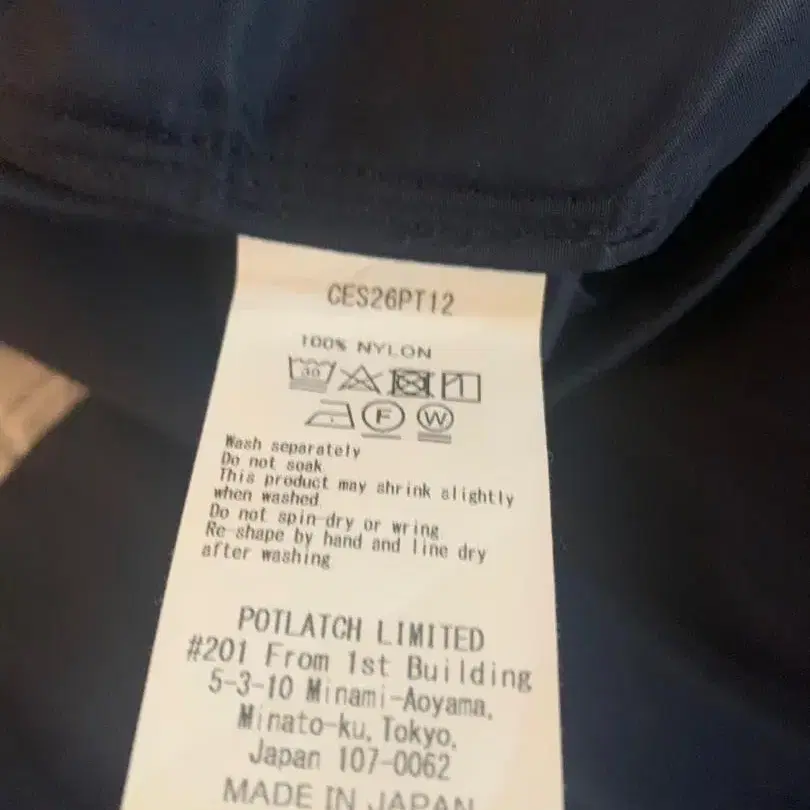 CES26PT12
100% NYLON
30
F W
Wash separately
Do not soak
This product may shrink slightly
when washed
Do not spin-dry or wring
Re-shape by hand and line dry
after washing
POTLATCH LIMITED
#201 From 1st Building
5-3-10 Minami-Aoyama,
Minato-ku, Tokyo,
Japan 107-0062
MADE IN JAPAN